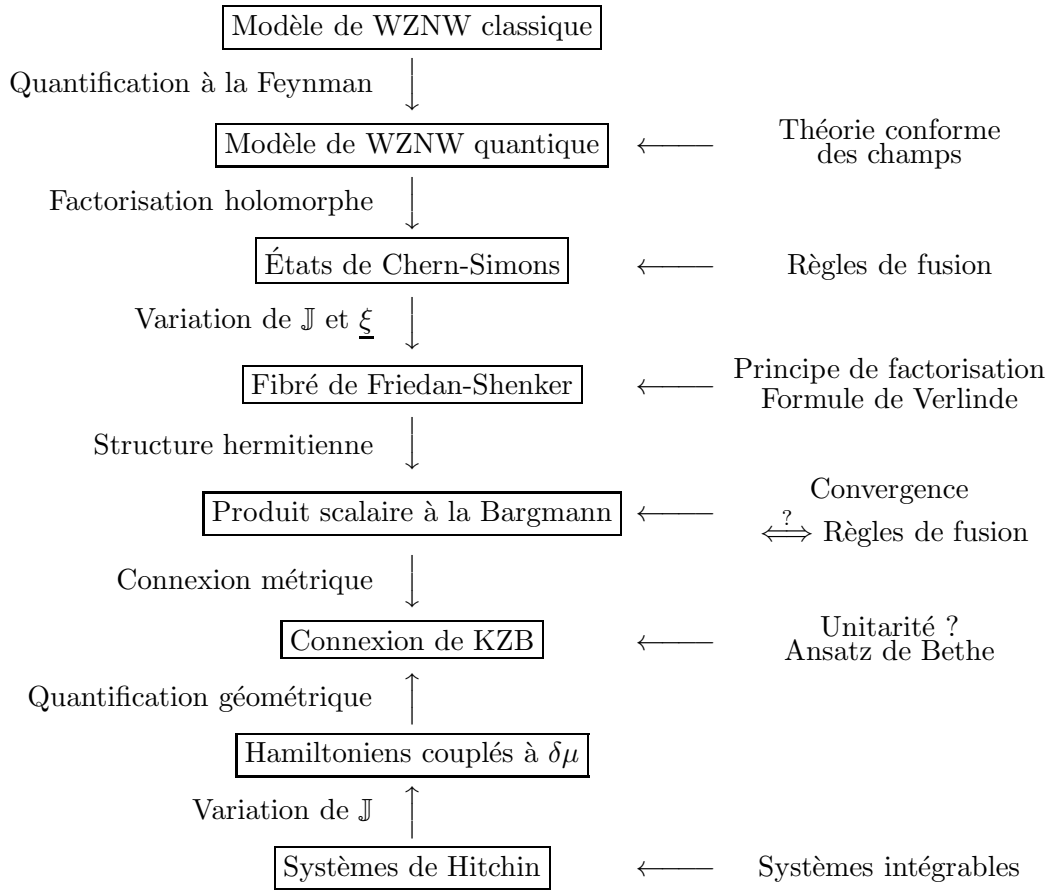 Modèle de WZNW classique
Quantification à la Feynman
Modèle de WZNW quantique
Théorie conforme
des champs
Factorisation holomorphe
États de Chern-Simons
Règles de fusion
Variation de 𝕁 et ξ
Fibré de Friedan-Shenker
Principe de factorisation
Formule de Verlinde
Structure hermitienne
Produit scalaire à la Bargmann
Convergence
⟺? Règles de fusion
Connexion métrique
Connexion de KZB
Unitarité ?
Ansatz de Bethe
Quantification géométrique
Hamiltoniens couplés à δμ
Variation de 𝕁
Systèmes de Hitchin
Systèmes intégrables